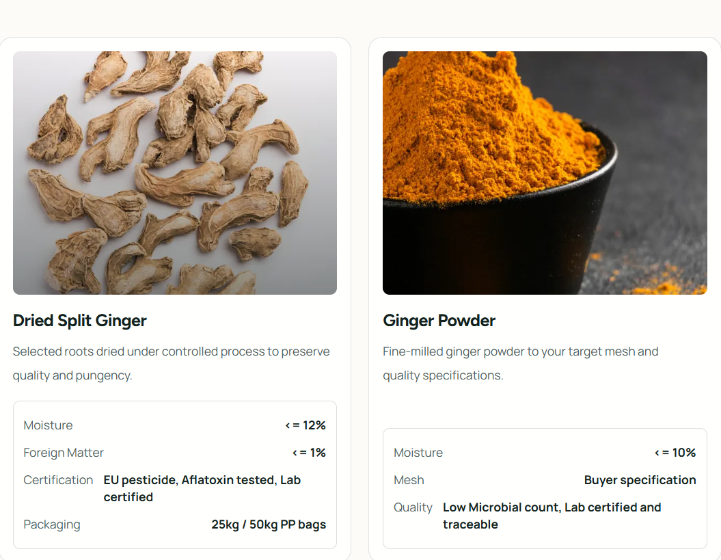 Dried Split Ginger
Selected roots dried under controlled process to preserve
quality and pungency.
Moisture <= 12%
Foreign Matter <= 1%
Certification EU pesticide, Aflatoxin tested, Lab
certified
Packaging 25kg / 50kg PP bags
Ginger Powder
Fine-milled ginger powder to your target mesh and
quality specifications.
Moisture <= 10%
Mesh Buyer specification
Quality Low Microbial count, Lab certified and
traceable